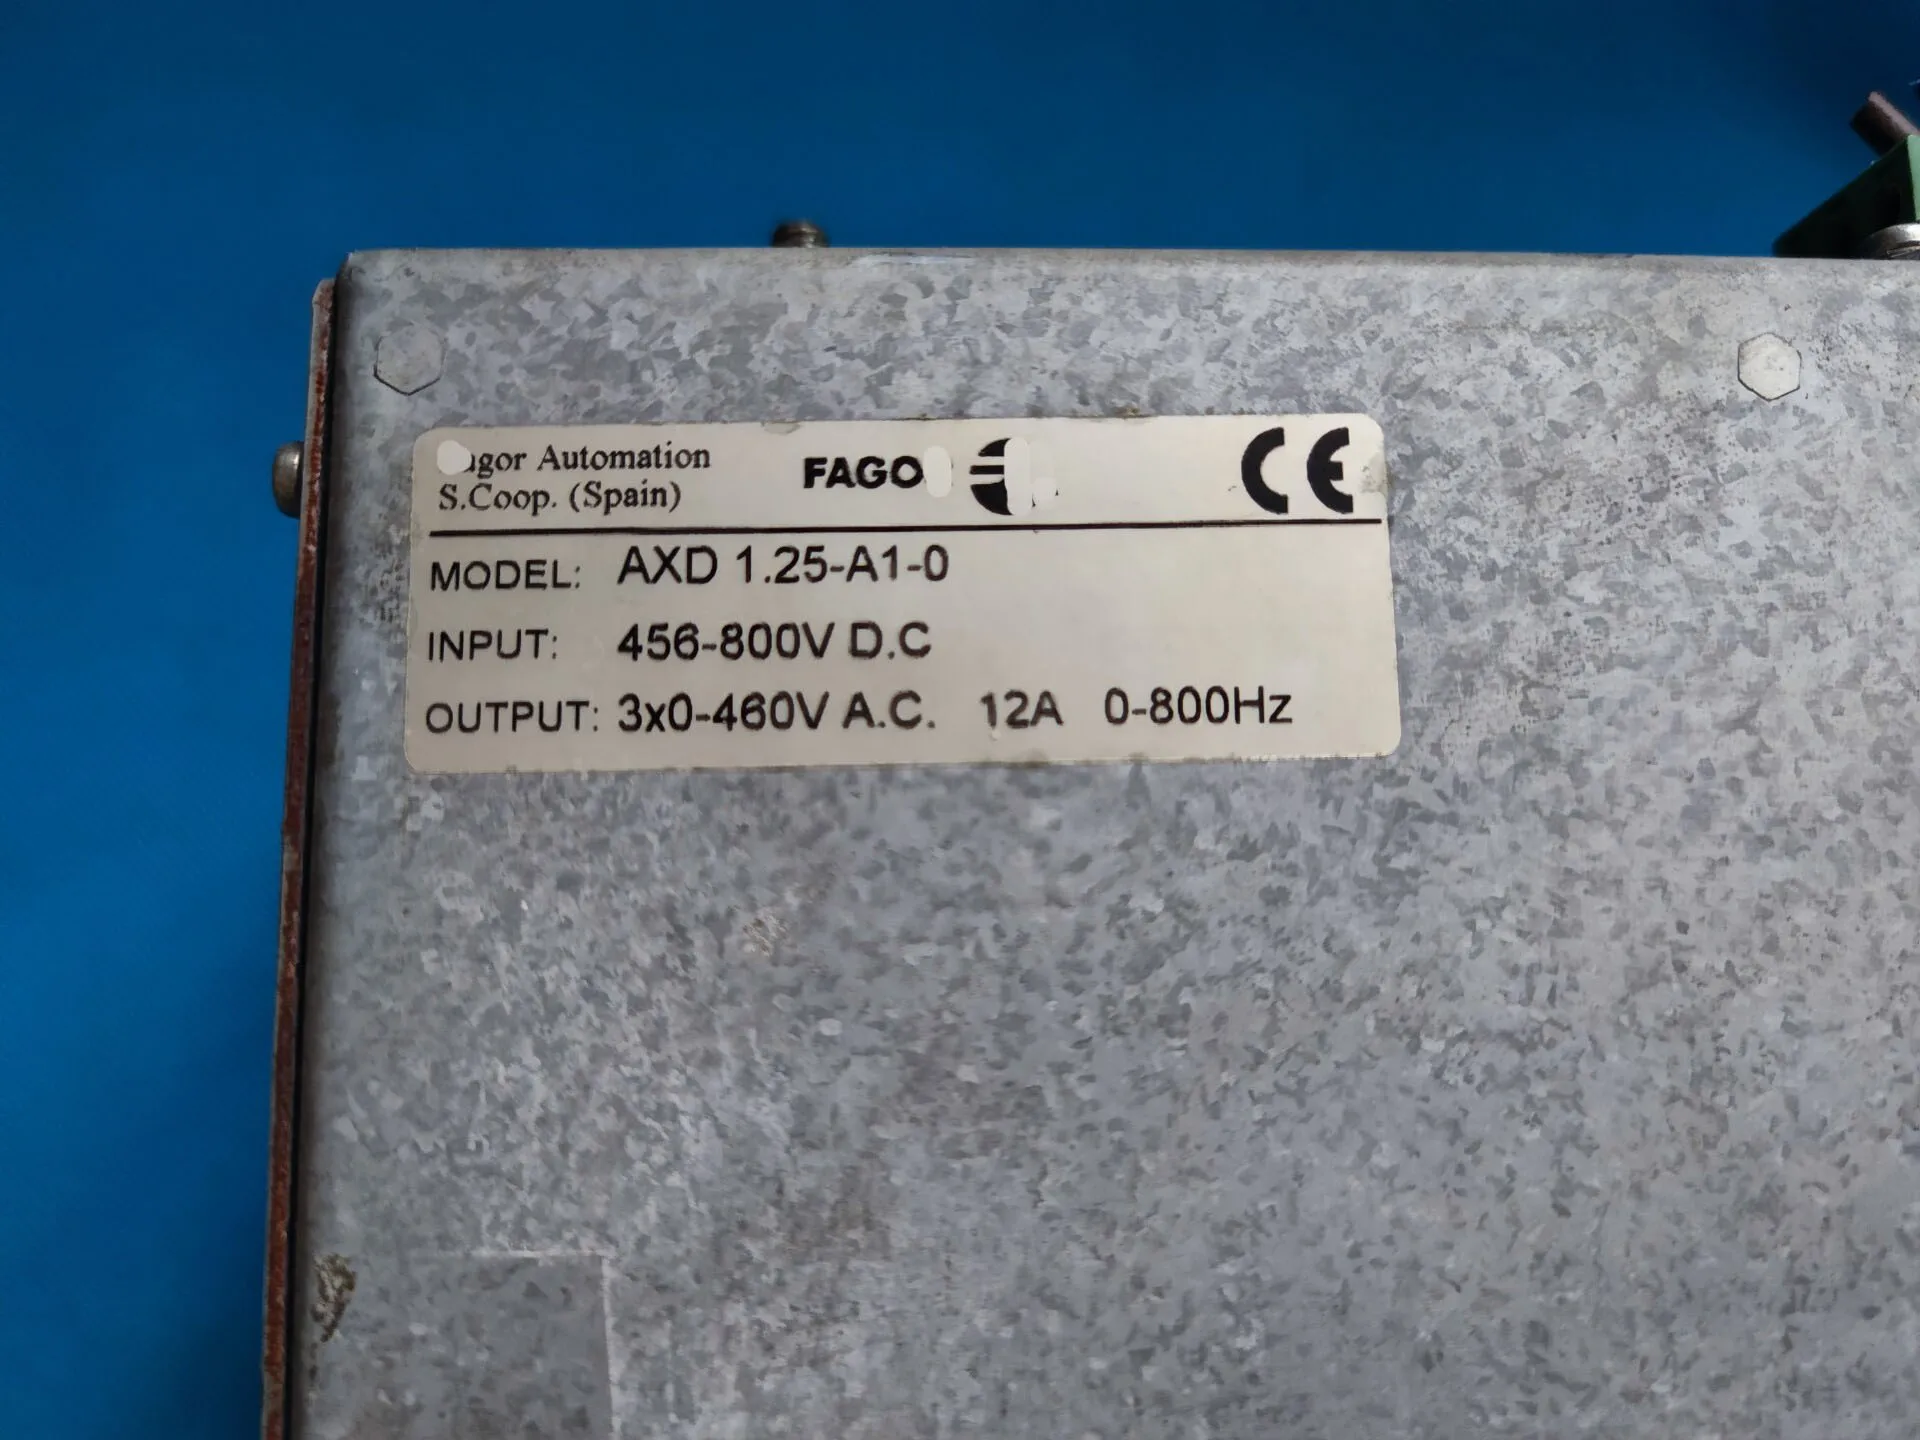 agor Automation
S.Coop. (Spain)
FAGO
CE
MODEL: AXD 1.25-A1-0
INPUT: 456-800V D.C
OUTPUT: 3x0-460V A.C. 12A 0-800Hz